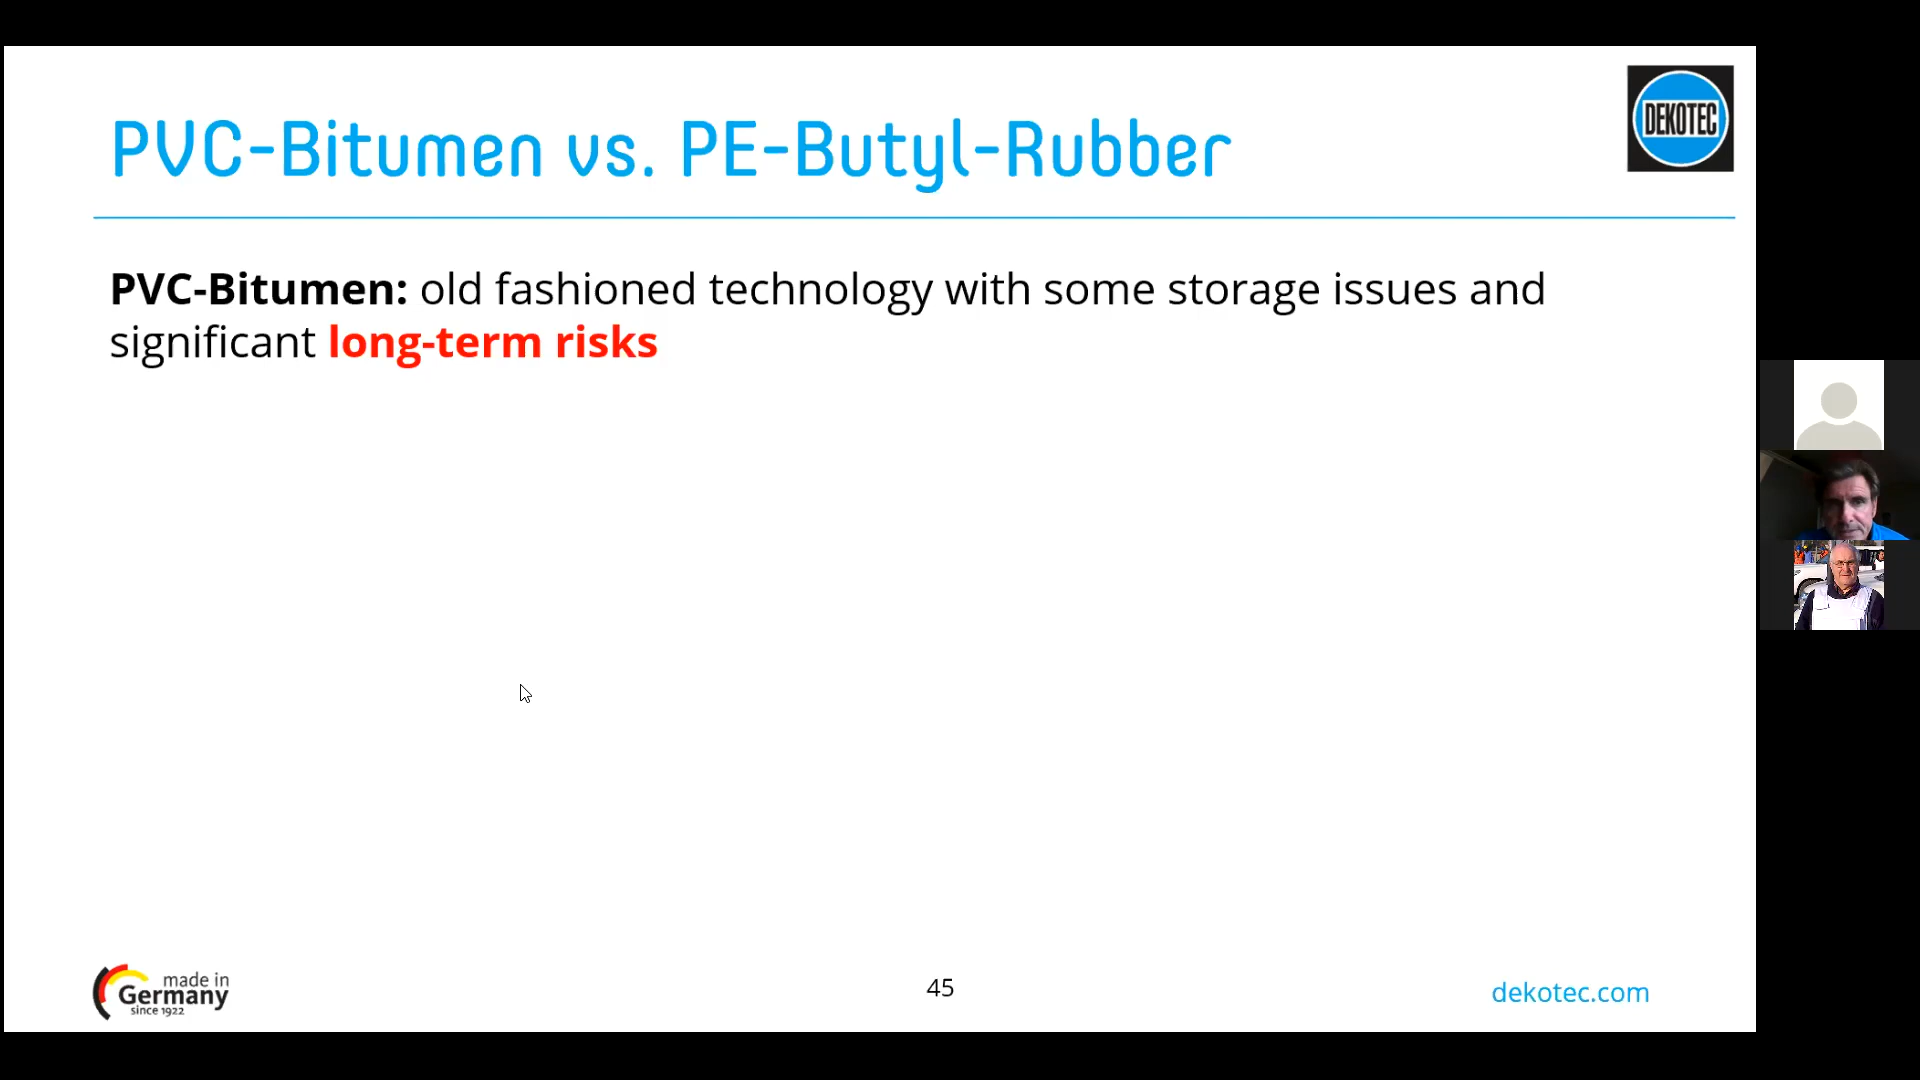 PVC-Bitumen vs. PE-Butyl-Rubber
DEKOTEC
PVC-Bitumen: old fashioned technology with some storage issues and
significant long-term risks
made in
Germany
since 1922
45
dekotec.com